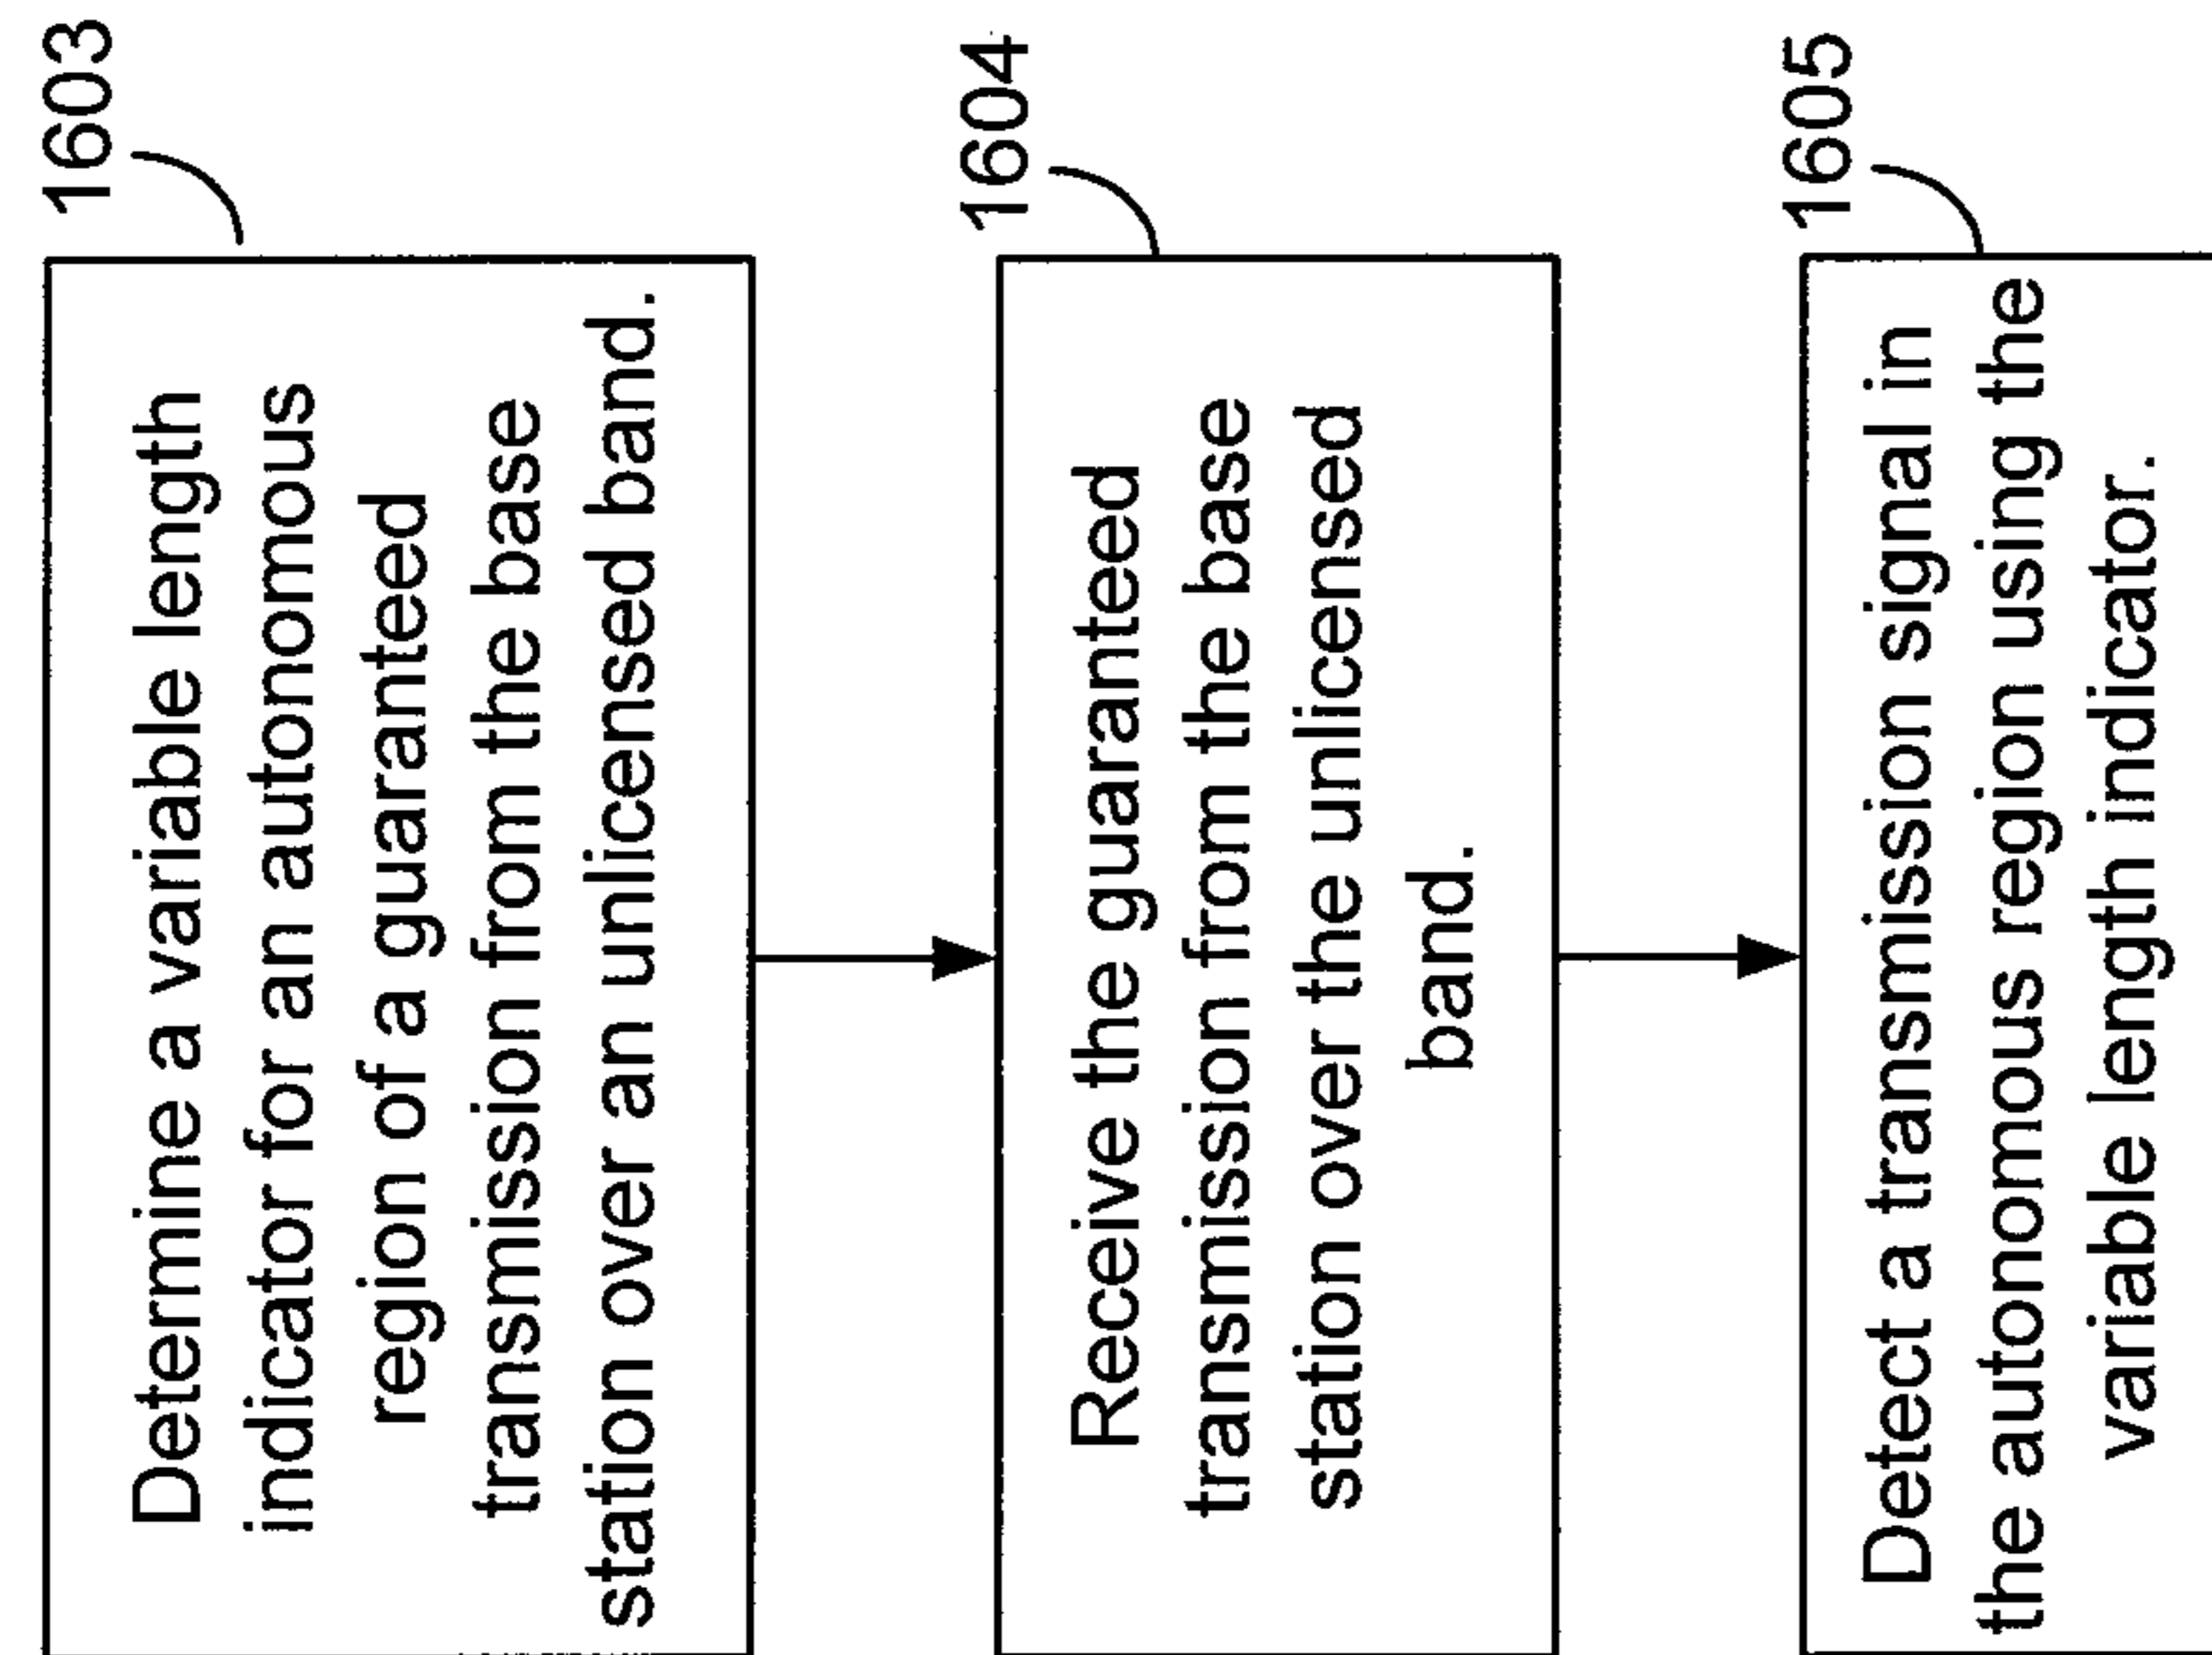 1603
Determine a variable length
indicator for an autonomous
region of a guaranteed
transmission from the base
station over an unlicensed band.
1604
Receive the guaranteed
transmission from the base
station over the unlicensed
band.
1605
Detect a transmission signal in
the autonomous region using the
variable length indicator.